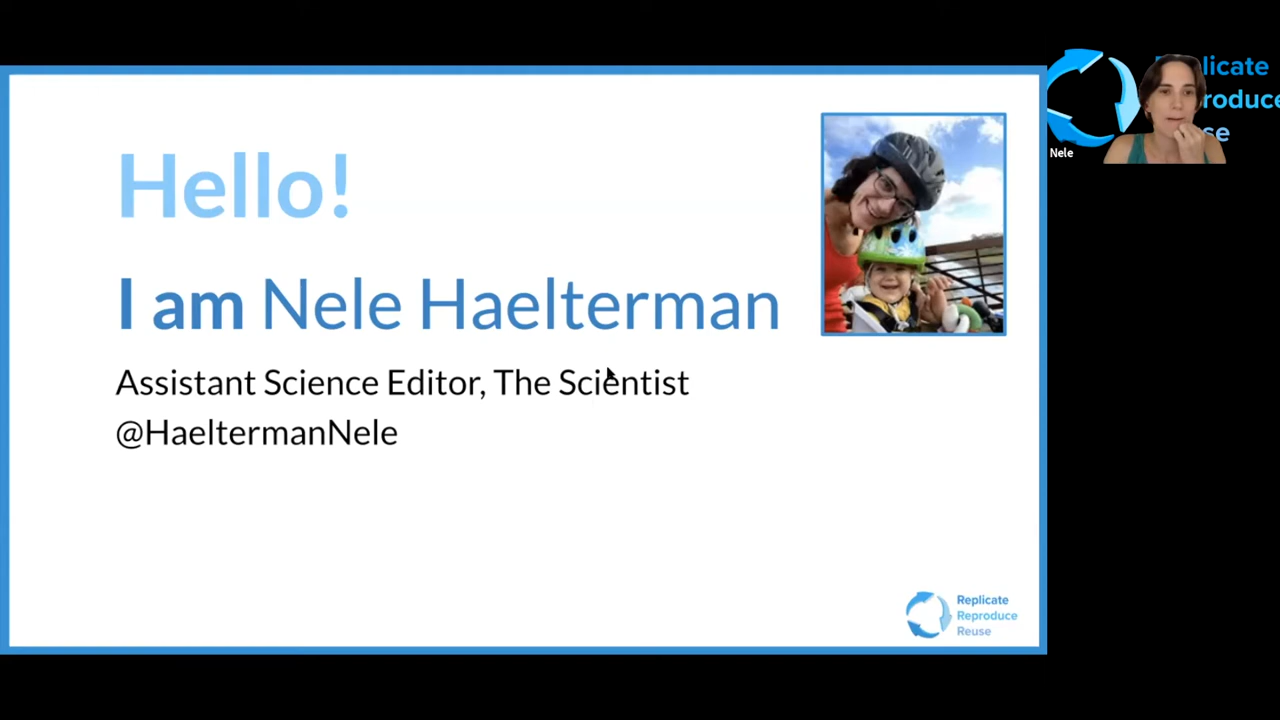 Hello!
I am Nele Haelterman
Assistant Science Editor, The Scientist
@HaeltermanNele
Replicate
Reproduce
Reuse
Nele